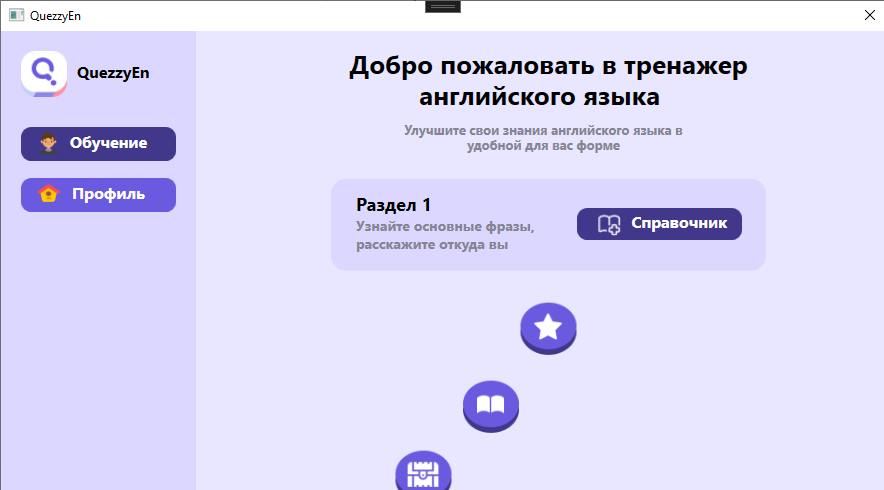 QuezzyEn
QuezzyEn
Обучение
Профиль
Добро пожаловать в тренажер
английского языка
Улучшите свои знания английского языка в
удобной для вас форме
Раздел 1
Узнайте основные фразы,
расскажите откуда вы
Справочник